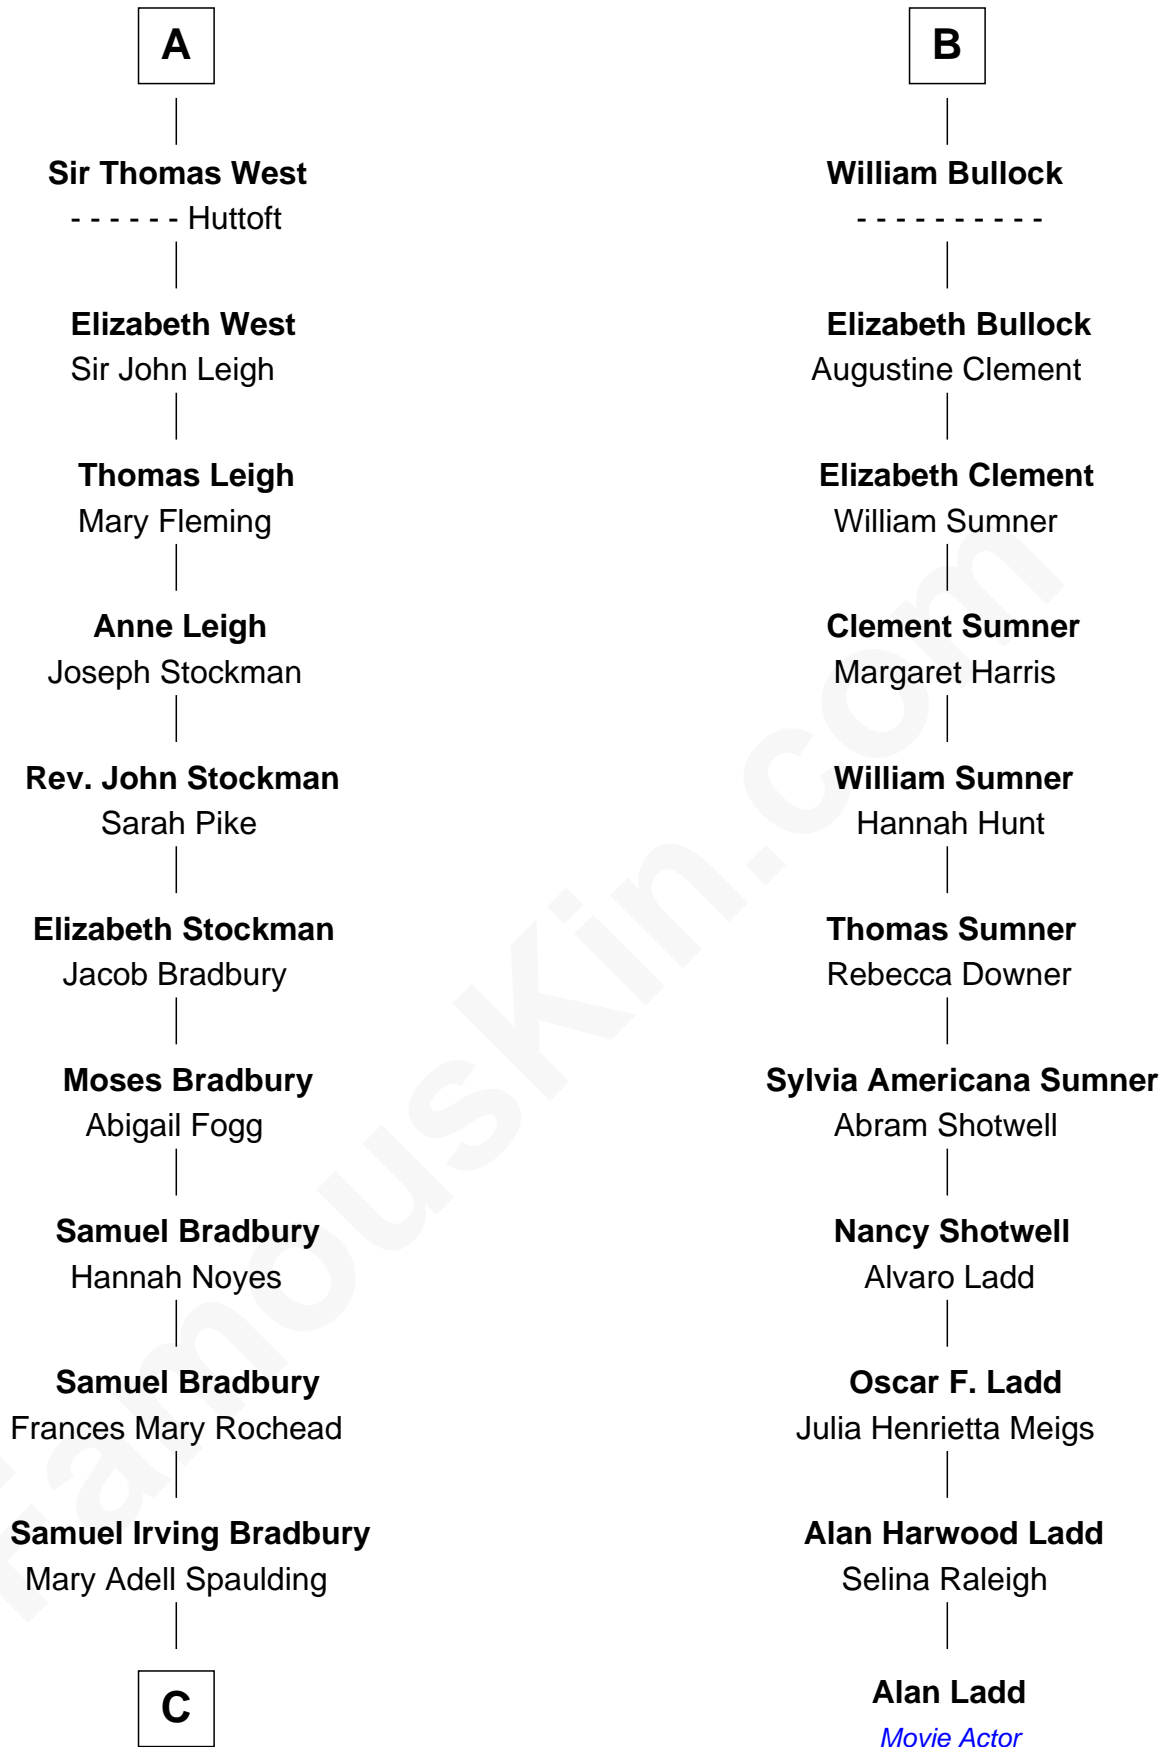 A
Sir Thomas West
- - - - - - Huttoft
Elizabeth West
Sir John Leigh
Thomas Leigh
Mary Fleming
Anne Leigh
Joseph Stockman
Rev. John Stockman
Sarah Pike
Elizabeth Stockman
Jacob Bradbury
Moses Bradbury
Abigail Fogg
Samuel Bradbury
Hannah Noyes
Samuel Bradbury
Frances Mary Rochead
Samuel Irving Bradbury
Mary Adell Spaulding
C
B
William Bullock
- - - - - - - - - -
Elizabeth Bullock
Augustine Clement
Elizabeth Clement
William Sumner
Clement Sumner
Margaret Harris
William Sumner
Hannah Hunt
Thomas Sumner
Rebecca Downer
Sylvia Americana Sumner
Abram Shotwell
Nancy Shotwell
Alvaro Ladd
Oscar F. Ladd
Julia Henrietta Meigs
Alan Harwood Ladd
Selina Raleigh
Alan Ladd
Movie Actor
FamousKin.com